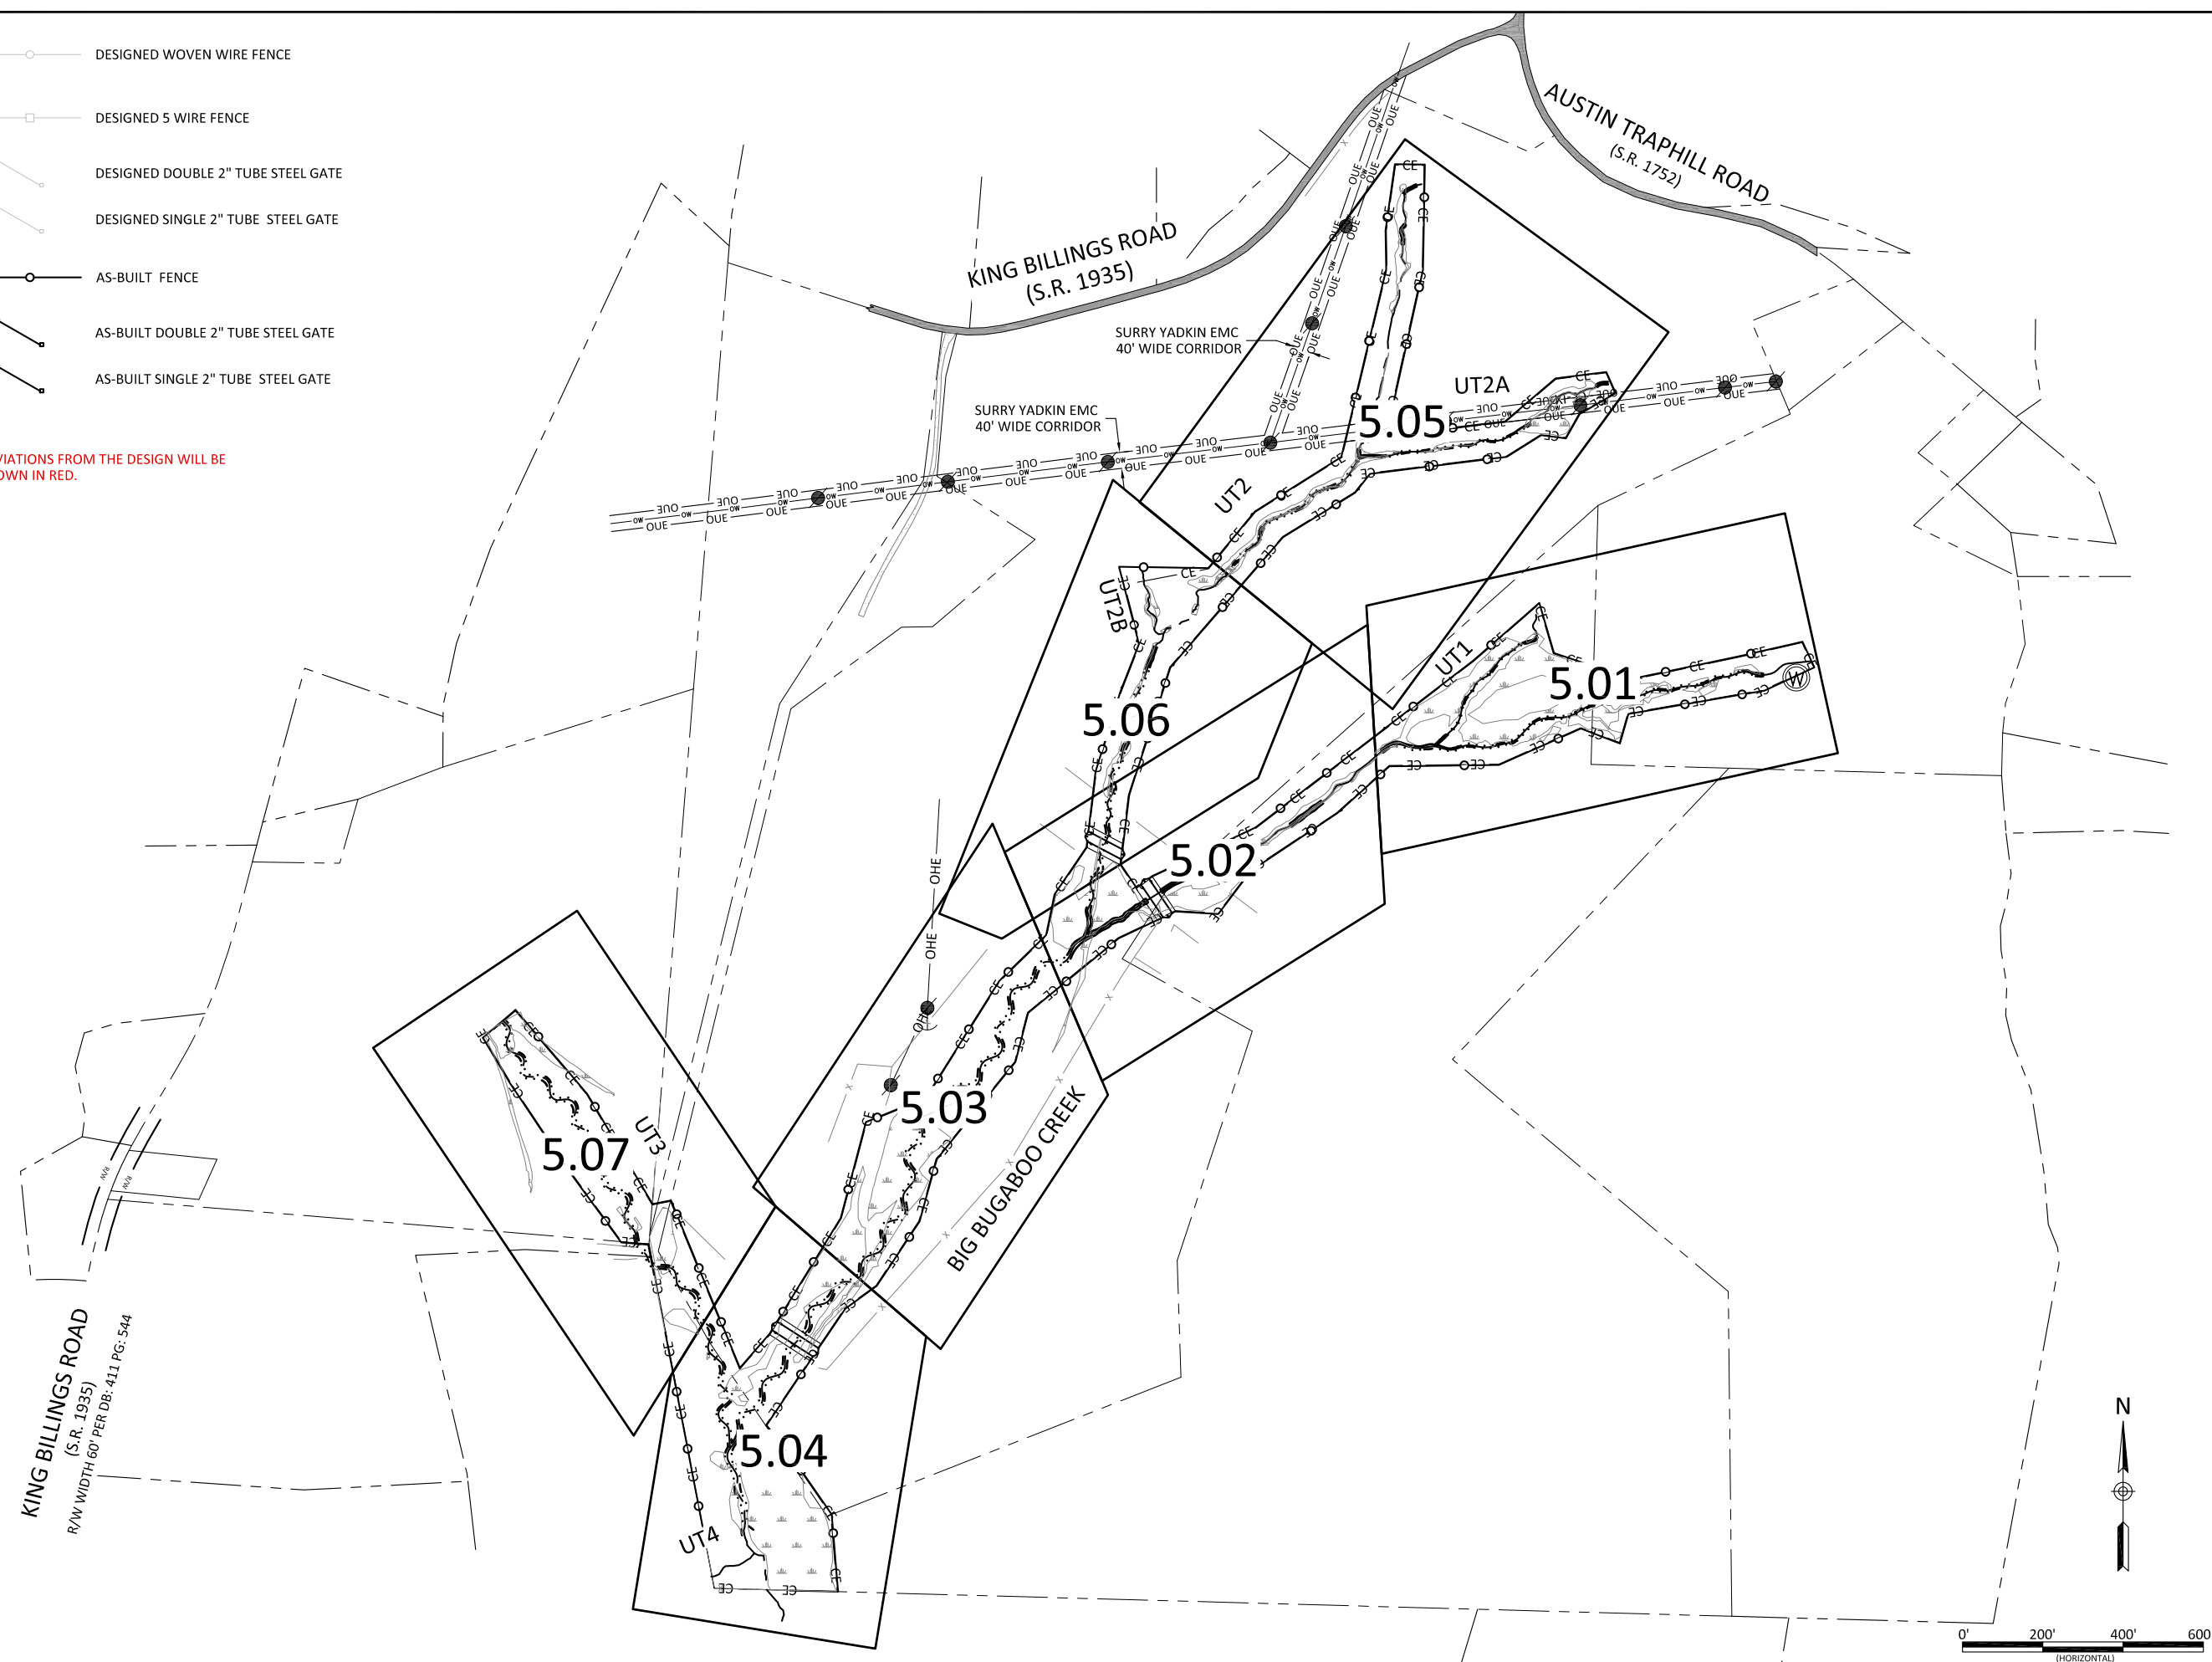 DESIGNED WOVEN WIRE FENCE
DESIGNED 5 WIRE FENCE
DESIGNED DOUBLE 2" TUBE STEEL GATE
DESIGNED SINGLE 2" TUBE STEEL GATE
AS-BUILT FENCE
AS-BUILT DOUBLE 2" TUBE STEEL GATE
AS-BUILT SINGLE 2" TUBE STEEL GATE
VIATIONS FROM THE DESIGN WILL BE
OWN IN RED.
AUSTIN TRAPHILL ROAD
(S.R. 1752)
KING BILLINGS ROAD
(S.R. 1935)
SURRY YADKIN EMC
40' WIDE CORRIDOR
SURRY YADKIN EMC
40' WIDE CORRIDOR
UT2A
5.05
UT2
UT2B
UT1
5.01
W
5.06
5.02
OHE
OHE
5.03
BIG BUGABOO CREEK
UT3
5.07
5.04
UT4
R/W
R/W
KING BILLINGS ROAD
(S.R. 1935)
R/W WIDTH 60' PER DB: 411 PG: 544
OUE
OW
CE
N
0' 200' 400' 600
(HORIZONTAL)